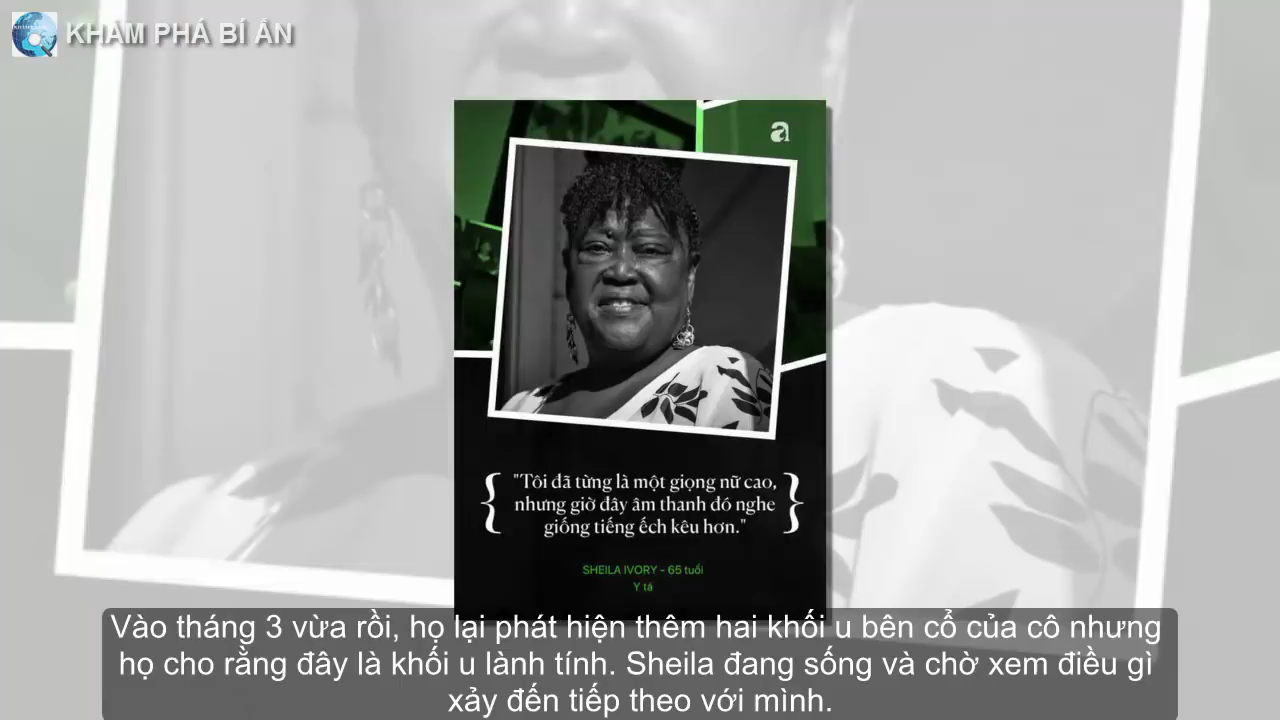 KHÁM PHÁ BÍ ẨN
a
"Tôi đã từng là một giọng nữ cao,
nhưng giờ đây âm thanh đó nghe
giống tiếng ếch kêu hơn."
SHEILA IVORY - 65 tuổi
Y tá
Vào tháng 3 vừa rồi, họ lại phát hiện thêm hai khối u bên cổ của cô nhưng
họ cho rằng đây là khối u lành tính. Sheila đang sống và chờ xem điều gì
xảy đến tiếp theo với mình.